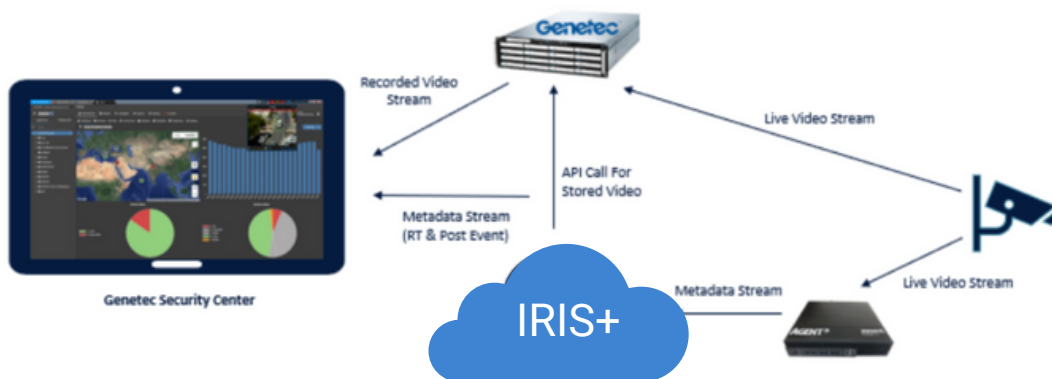 Genetec
Recorded Video
Stream
Live Video Stream
API Call For
Stored Video
Metadata Stream
(RT & Post Event)
Genetec Security Center
IRIS+
Metadata Stream
Live Video Stream
AGENT